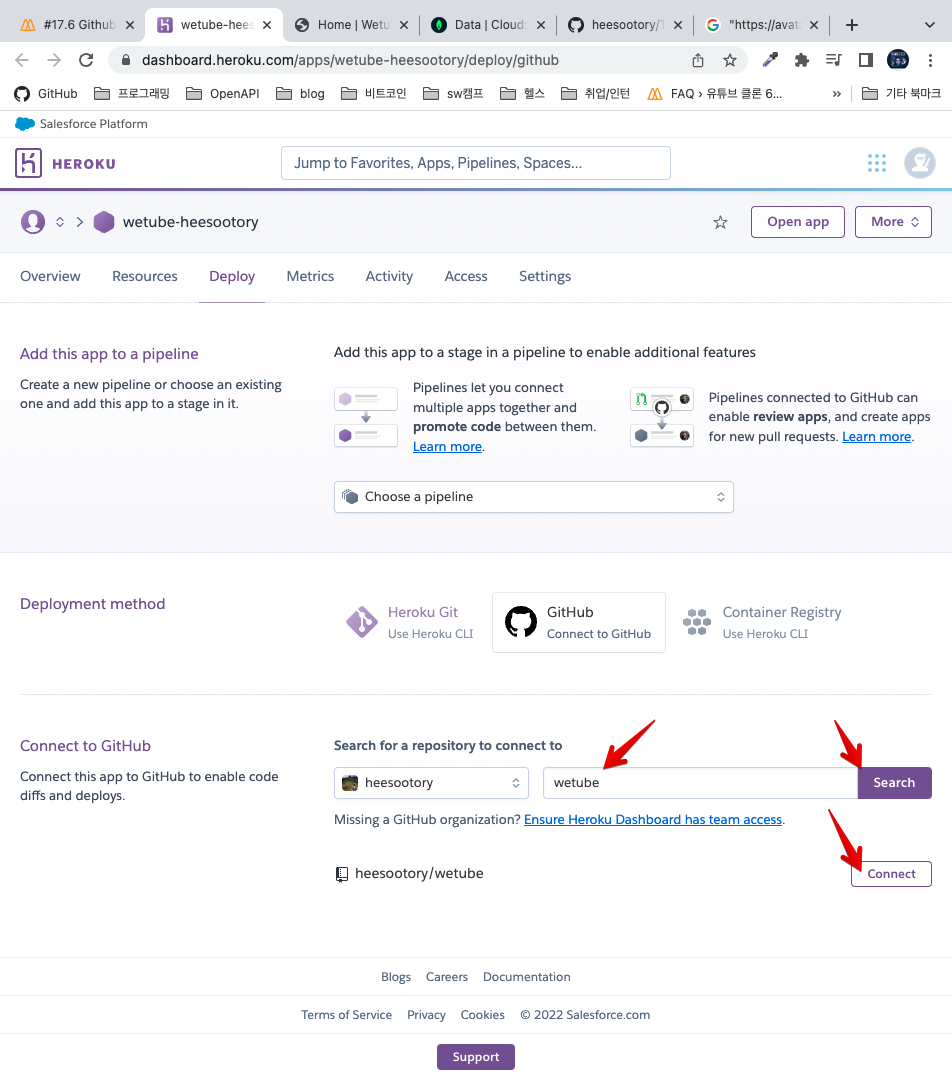 #17.6 Github
wetube-hees
Home | Wetu
Data | Cloud
heesootory/
"https://avat
dashboard.heroku.com/apps/wetube-heesootory/deploy/github
GitHub 프로그래밍 OpenAPI blog 비트코인 sw캠프 헬스 취업/인턴 FAQ › 유튜브 클론 6... » 기타 북마크
Salesforce Platform
HEROKU
Jump to Favorites, Apps, Pipelines, Spaces...
wetube-heesootory
Open app
More
Overview Resources Deploy Metrics Activity Access Settings
Add this app to a pipeline
Create a new pipeline or choose an existing
one and add this app to a stage in it.
Add this app to a stage in a pipeline to enable additional features
Pipelines let you connect
multiple apps together and
promote code between them.
Learn more.
Pipelines connected to GitHub can
enable review apps, and create apps
for new pull requests. Learn more.
Choose a pipeline
Deployment method
Heroku Git
Use Heroku CLI
GitHub
Connect to GitHub
Container Registry
Use Heroku CLI
Connect to GitHub
Connect this app to GitHub to enable code
diffs and deploys.
Search for a repository to connect to
heesootory
wetube
Search
Missing a GitHub organization? Ensure Heroku Dashboard has team access.
heesootory/wetube
Connect
Blogs Careers Documentation
Terms of Service Privacy Cookies © 2022 Salesforce.com
Support